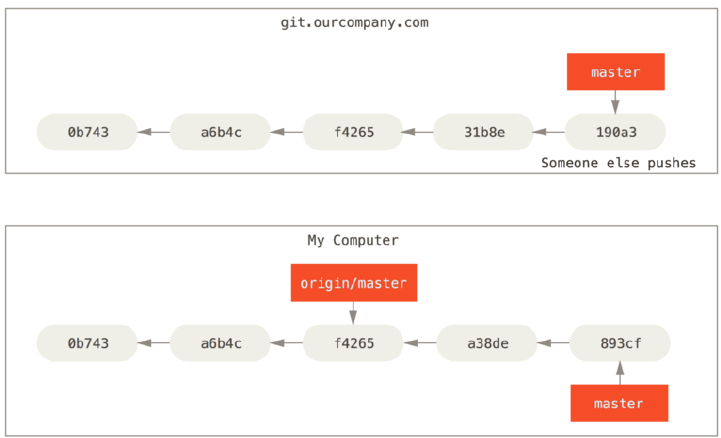 git.ourcompany.com
master
0b743 a6b4c f4265 31b8e 190a3
Someone else pushes
My Computer
origin/master
0b743 a6b4c f4265 a38de 893cf
master